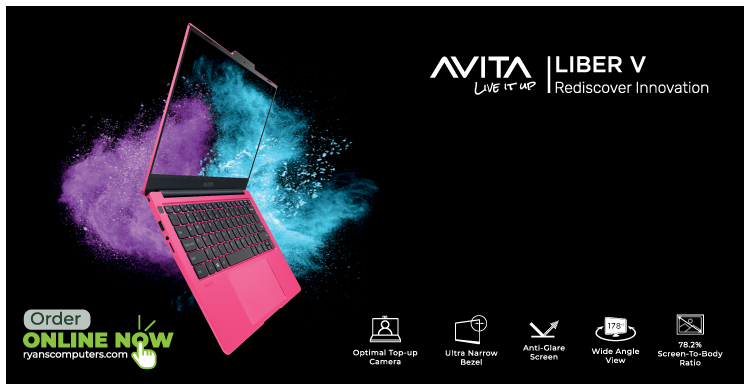 AVITA
LIVE IT UP
LIBER V
Rediscover Innovation
AVITA
Order
ONLINE NOW
ryanscomputers.com
Optimal Top-up
Camera
Ultra Narrow
Bezel
Anti-Glare
Screen
178°
Wide Angle
View
78.2%
Screen-To-Body
Ratio